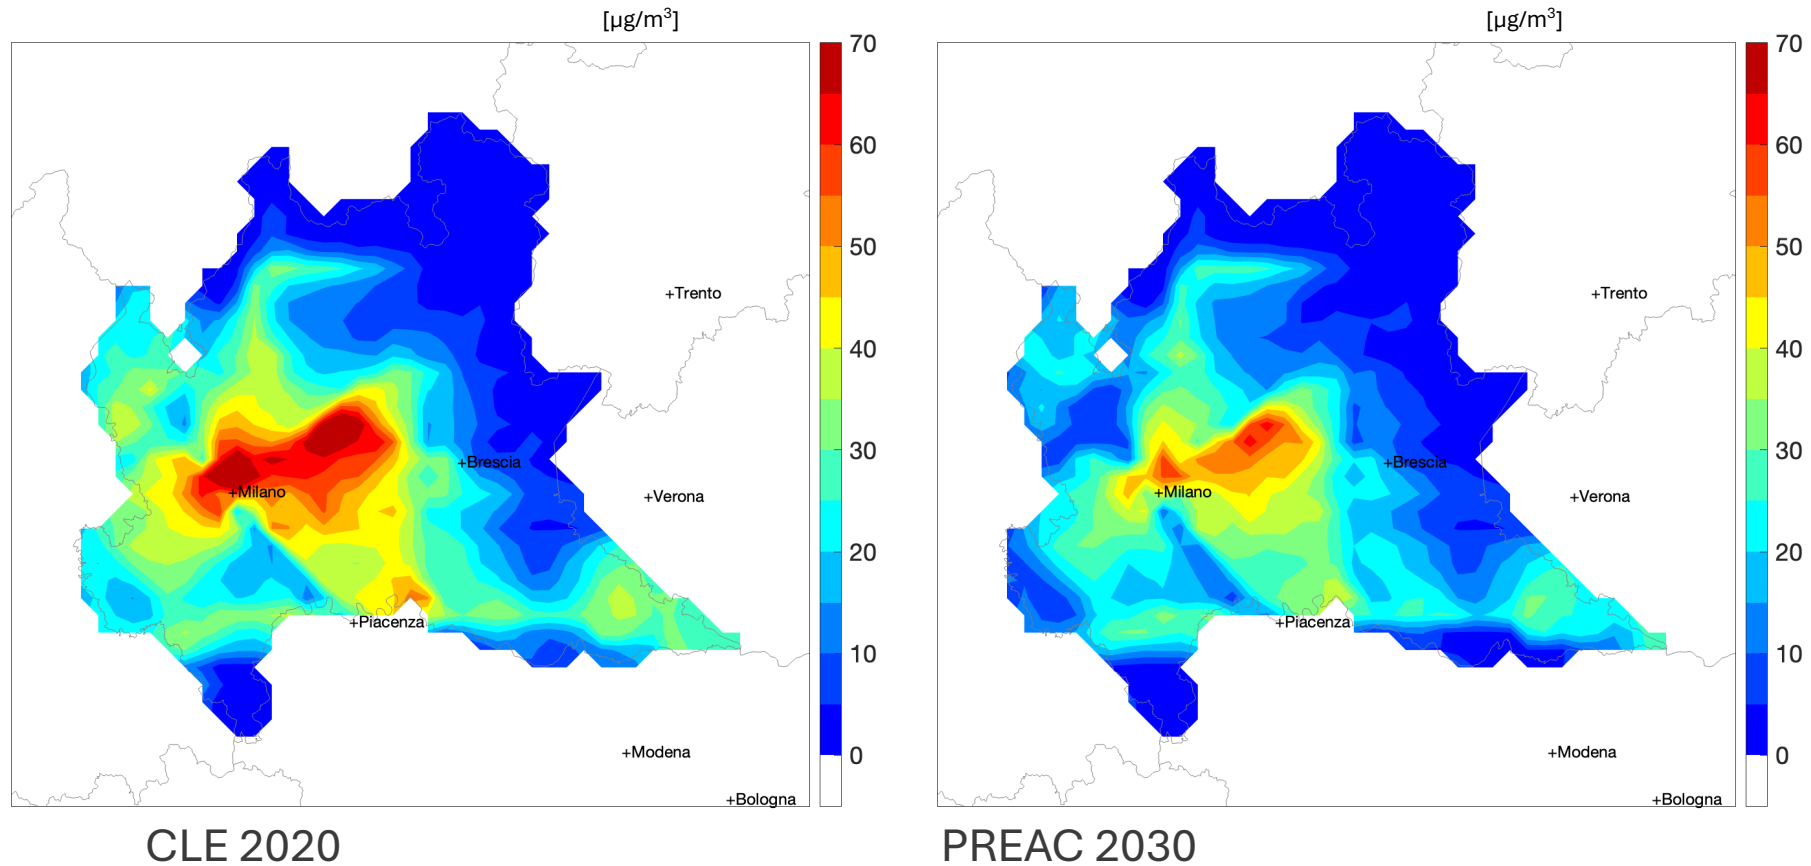 [µg/m³]
70
60
50
40
30
20
10
0
+Trento
+Brescia
+Verona
+Milano
+Piacenza
+Modena
+Bologna
CLE 2020
[µg/m³]
70
60
50
40
30
20
10
0
+Trento
+Brescia
+Verona
+Milano
+Piacenza
+Modena
+Bologna
PREAC 2030